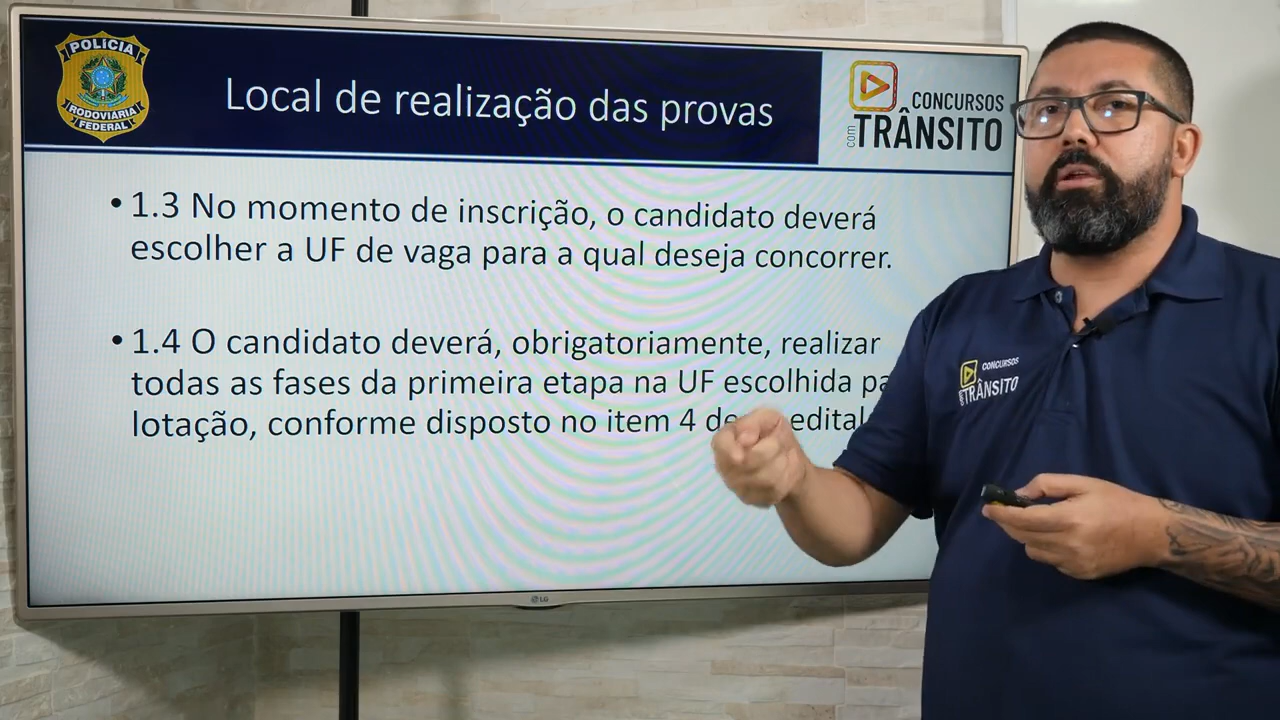 POLÍCIA
RODOVIÁRIA
FEDERAL
Local de realização das provas
CONCURSOS
com TRÂNSITO
• 1.3 No momento de inscrição, o candidato deverá
escolher a UF de vaga para a qual deseja concorrer.
• 1.4 O candidato deverá, obrigatoriamente, realizar
todas as fases da primeira etapa na UF escolhida
lotação, conforme disposto no item 4 edital
LG
CONCURSOS
TRÂNSITO